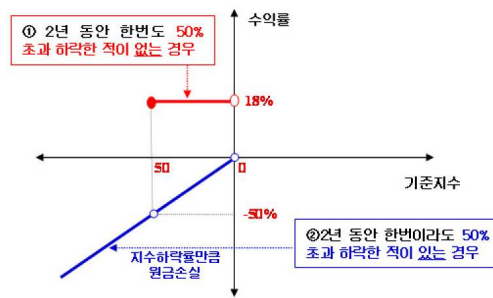 수익률
① 2년 동안 한번도 50%
초과 하락한 적이 없는 경우
50
0
기준지수
지수하락률만큼
원금손실
②2년 동안 한번이라도 50%
초과 하락한 적이 있는 경우